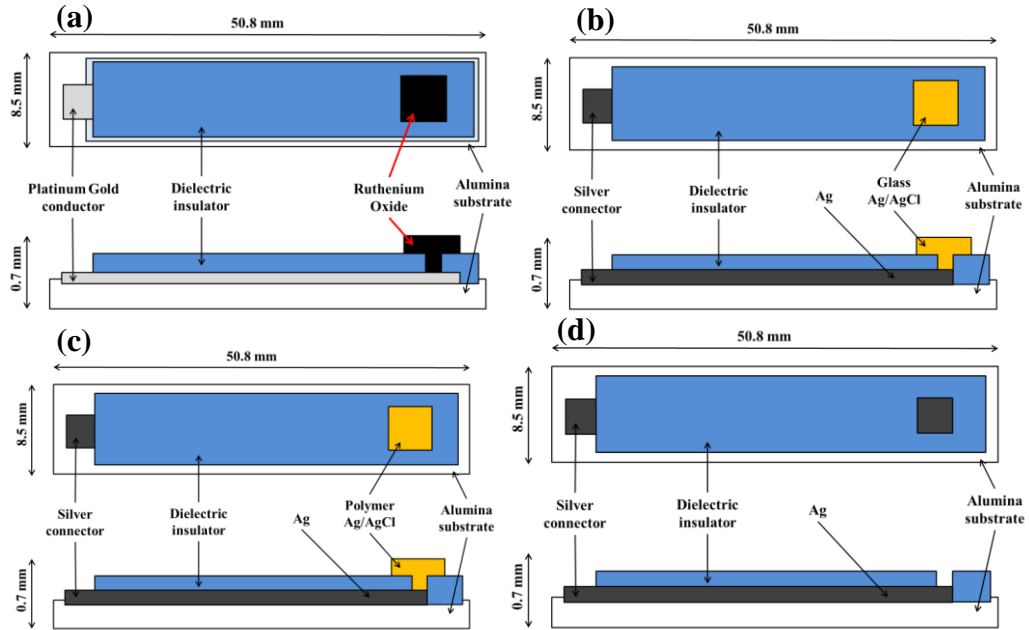 (a)
50.8 mm
8.5 mm
Platinum Gold
conductor
Dielectric
insulator
Ruthenium
Oxide
Alumina
substrate
0.7 mm
(b)
50.8 mm
8.5 mm
Silver
connector
Dielectric
insulator
Ag
Glass
Ag/AgCl
Alumina
substrate
0.7 mm
(c)
50.8 mm
8.5 mm
Silver
connector
Dielectric
insulator
Ag
Polymer
Ag/AgCl
Alumina
substrate
0.7 mm
(d)
50.8 mm
8.5 mm
Silver
connector
Dielectric
insulator
Ag
Alumina
substrate
0.7 mm